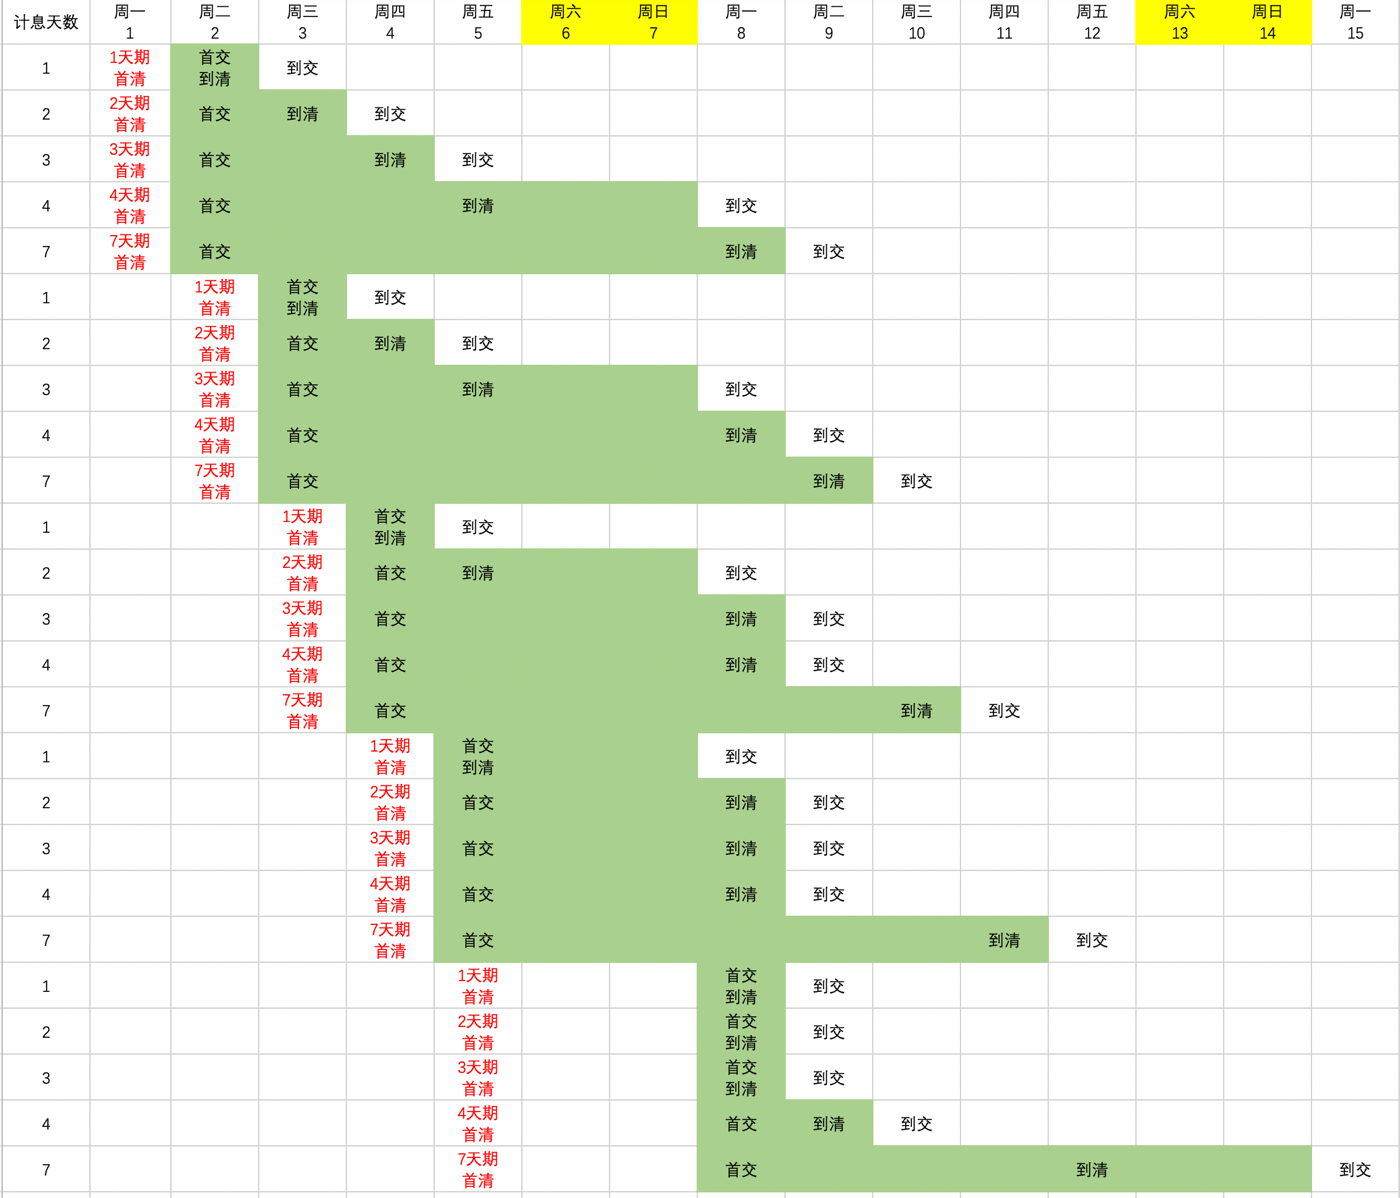 计息天数 周一 周二 周三 周四 周五 周六 周日 周一 周二 周三 周四 周五 周六 周日 周一
1 2 3 4 5 6 7 8 9 10 11 12 13 14 15
1 1天期 首交 到交
首清 到清
2 2天期 首交 到清 到交
首清
3 3天期 首交 到清 到交
首清
4 4天期 首交 到清 到交
首清
7 7天期 首交 到清 到交
首清
1 1天期 首交 到交
首清 到清
2 2天期 首交 到清 到交
首清
3 3天期 首交 到清 到交
首清
4 4天期 首交 到清 到交
首清
7 7天期 首交 到清 到交
首清
1 1天期 首交 到交
首清 到清
2 2天期 首交 到清 到交
首清
3 3天期 首交 到清 到交
首清
4 4天期 首交 到清 到交
首清
7 7天期 首交 到清 到交
首清
1 1天期 首交 到交
首清 到清
2 2天期 首交 到清 到交
首清
3 3天期 首交 到清 到交
首清
4 4天期 首交 到清 到交
首清
7 7天期 首交 到清 到交
首清
1 1天期 首交 到交
首清 到清
2 2天期 首交 到交
首清 到清
3 3天期 首交 到交
首清 到清
4 4天期 首交 到清 到交
首清
7 7天期 首交 到清 到交
首清